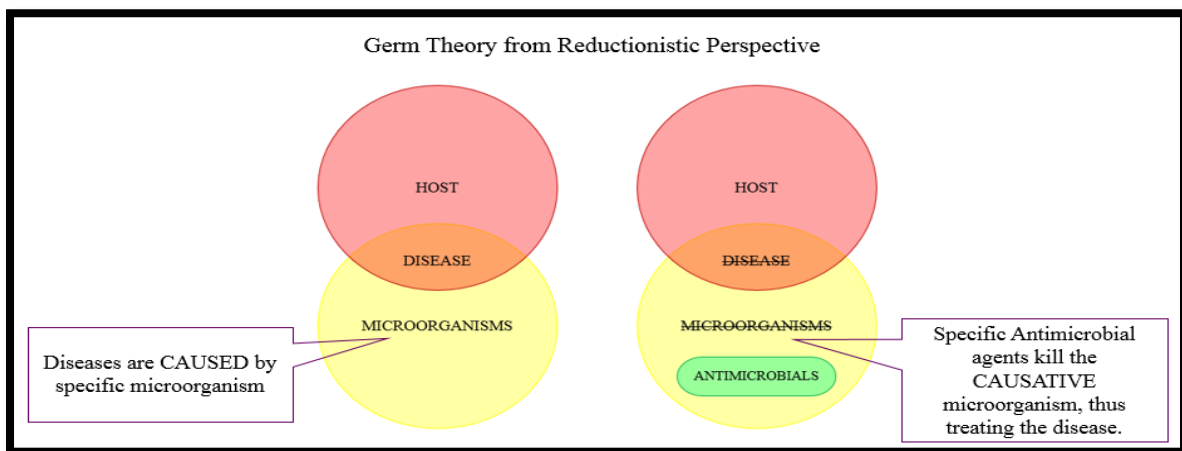 Germ Theory from Reductionistic Perspective
HOST
DISEASE
MICROORGANISMS
Diseases are CAUSED by
specific microorganism
HOST
DISEASE
MICROORGANISMS
ANTIMICROBIALS
Specific Antimicrobial
agents kill the
CAUSATIVE
microorganism, thus
treating the disease.